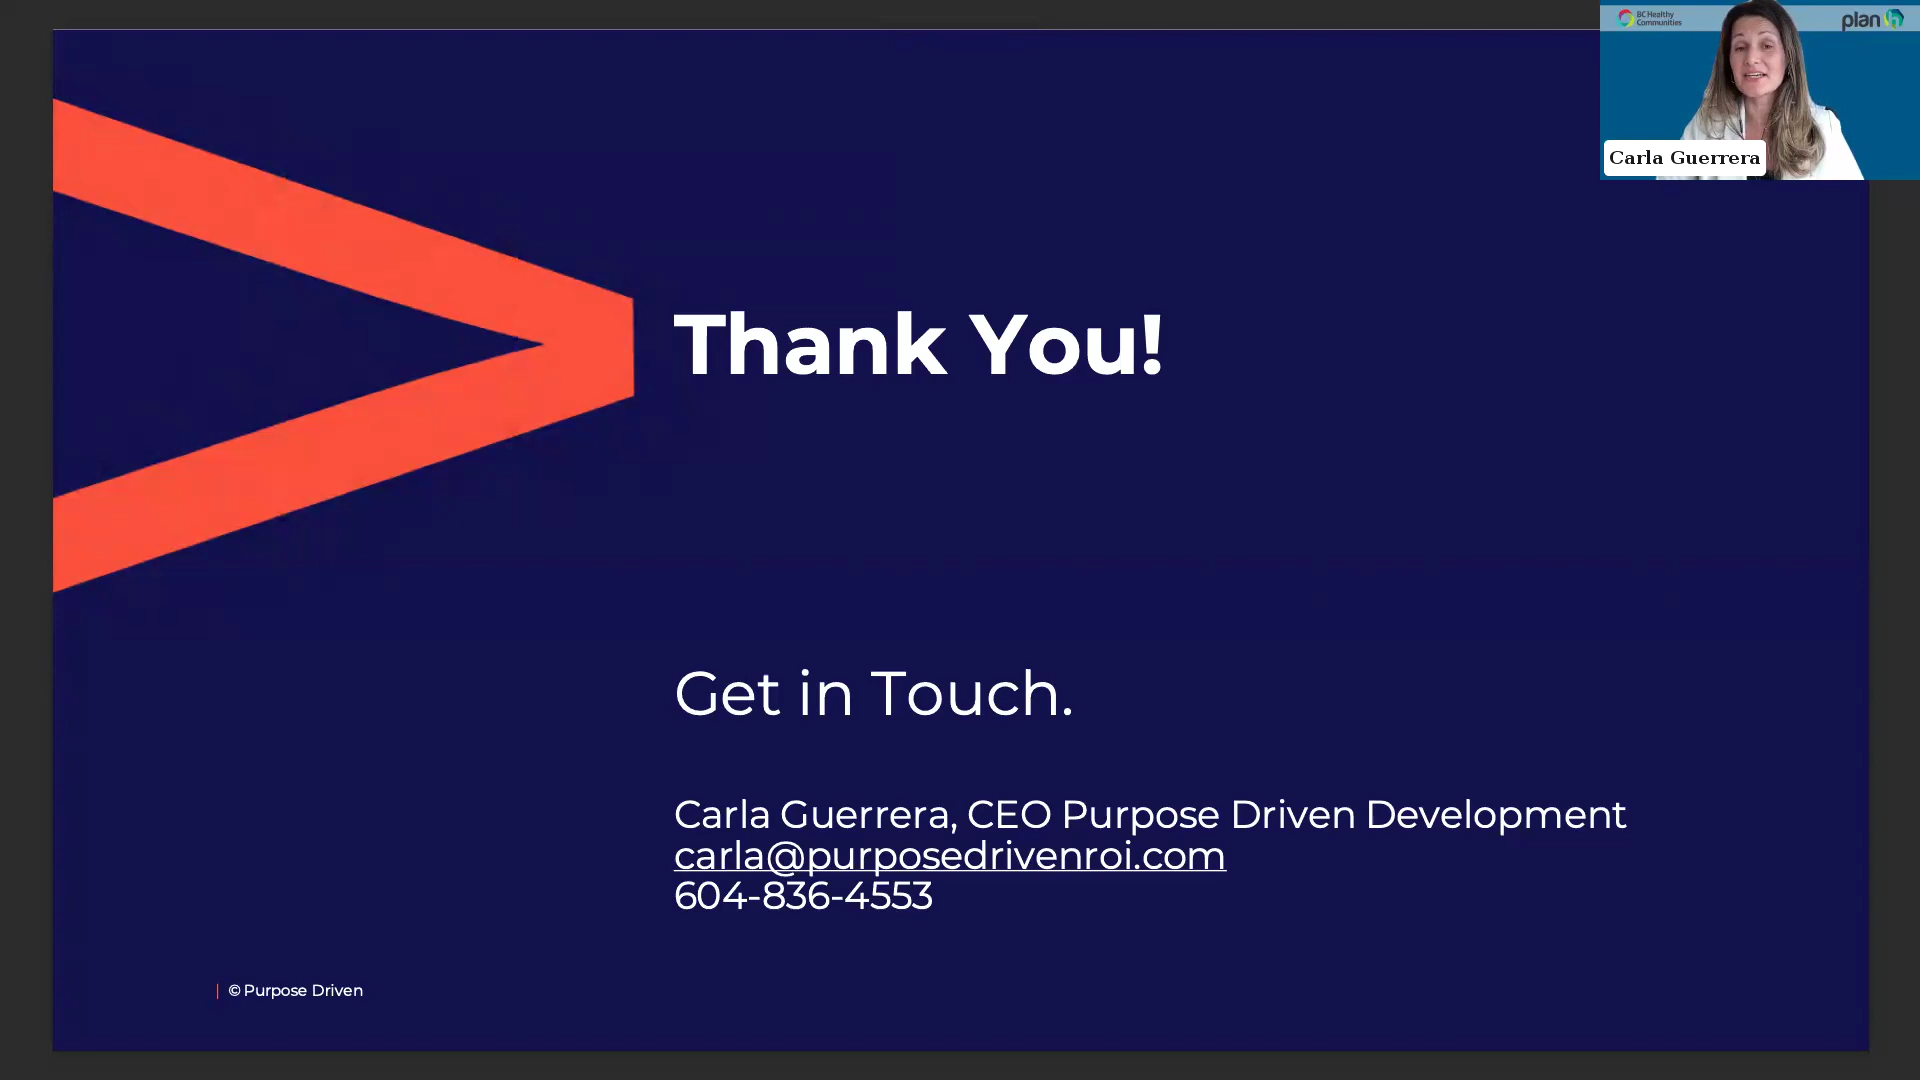 BC Healthy
Communities
plan h
Carla Guerrera
Thank You!
Get in Touch.
Carla Guerrera, CEO Purpose Driven Development
carla@purposedrivenroi.com
604-836-4553
| © Purpose Driven